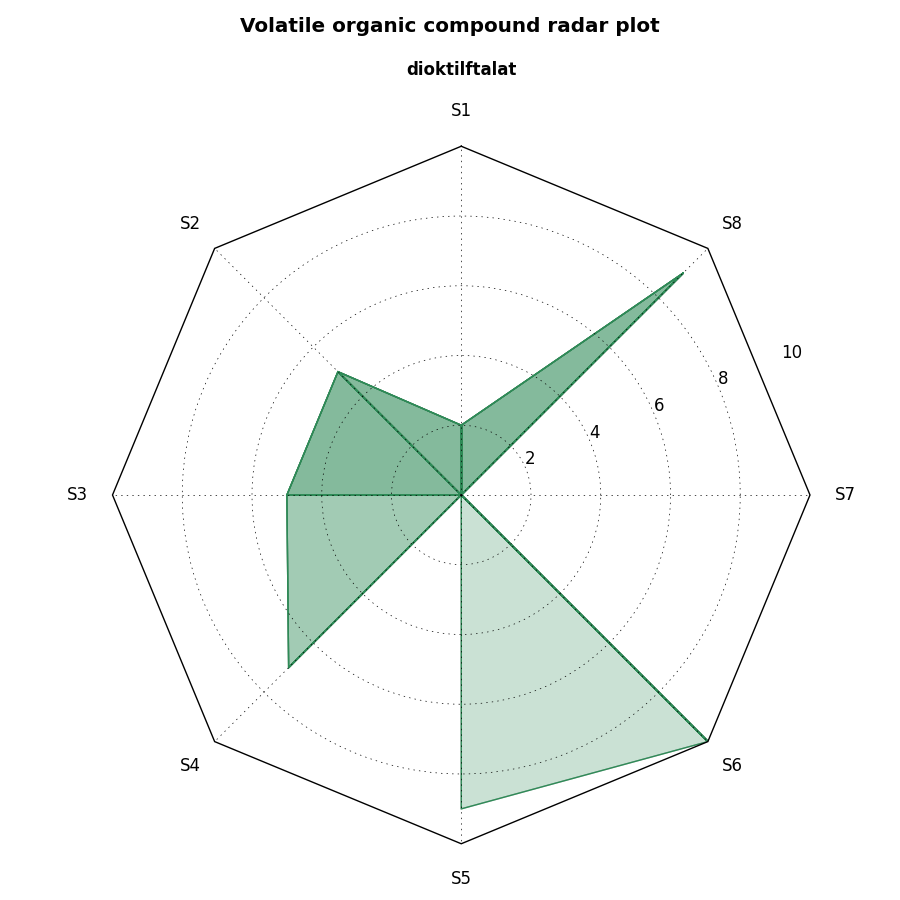 Volatile organic compound radar plot
dioktilftalat
S1
S2
S8
10
8
6
4
2
S3
S7
S4
S6
S5